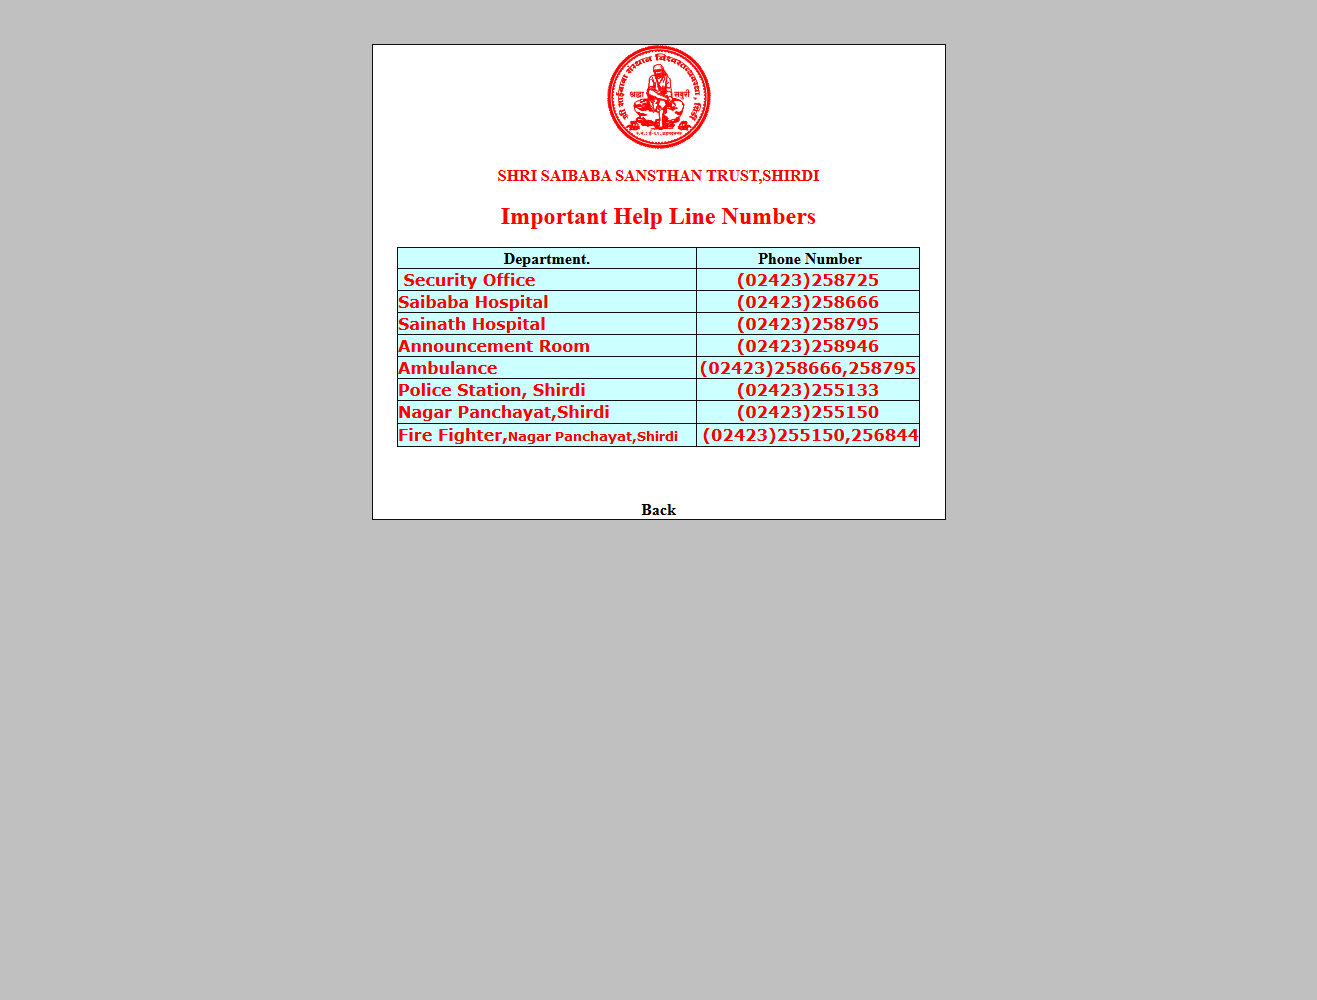 श्री साईबाबा संस्थान विश्वस्तव्यवस्था, शिर्डी
श्रद्धा सबुरी
SHRI SAIBABA SANSTHAN TRUST,SHIRDI
Important Help Line Numbers
Department. Phone Number
Security Office (02423)258725
Saibaba Hospital (02423)258666
Sainath Hospital (02423)258795
Announcement Room (02423)258946
Ambulance (02423)258666,258795
Police Station, Shirdi (02423)255133
Nagar Panchayat,Shirdi (02423)255150
Fire Fighter,Nagar Panchayat,Shirdi (02423)255150,256844
Back